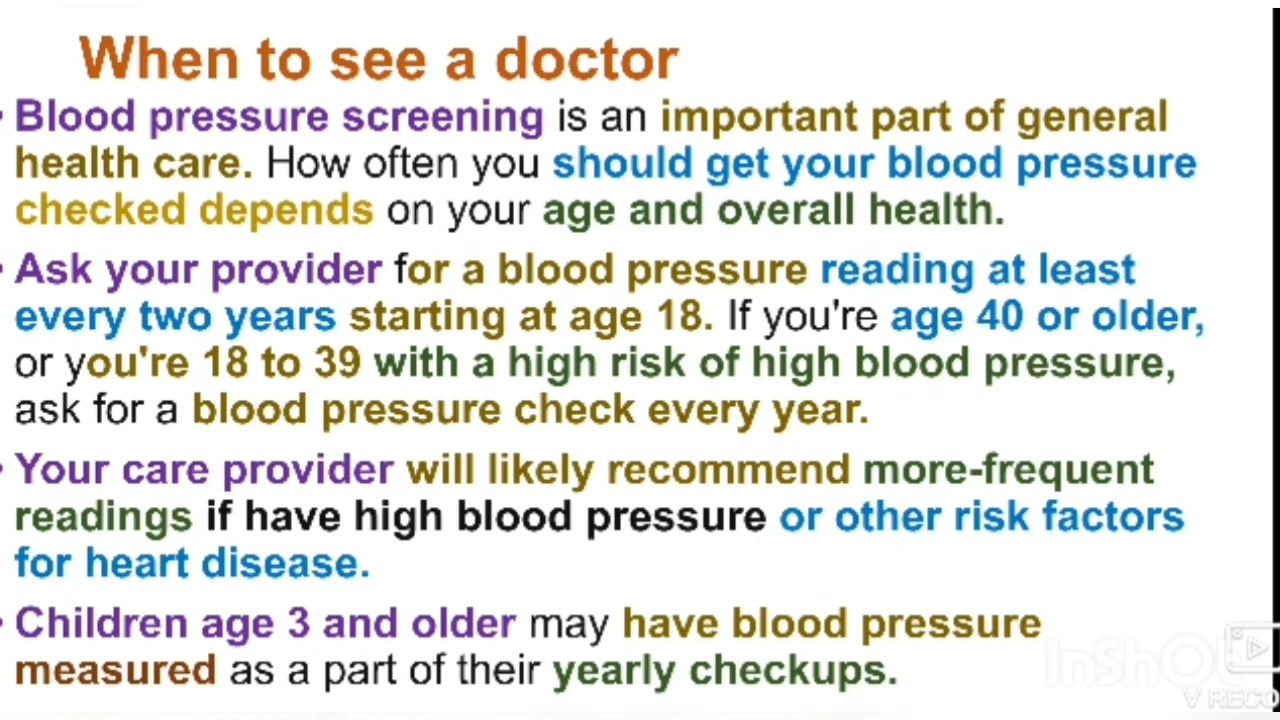 When to see a doctor
• Blood pressure screening is an important part of general
health care. How often you should get your blood pressure
checked depends on your age and overall health.
• Ask your provider for a blood pressure reading at least
every two years starting at age 18. If you're age 40 or older,
or you're 18 to 39 with a high risk of high blood pressure,
ask for a blood pressure check every year.
• Your care provider will likely recommend more-frequent
readings if have high blood pressure or other risk factors
for heart disease.
• Children age 3 and older may have blood pressure
measured as a part of their yearly checkups.
InShOt
V RECO